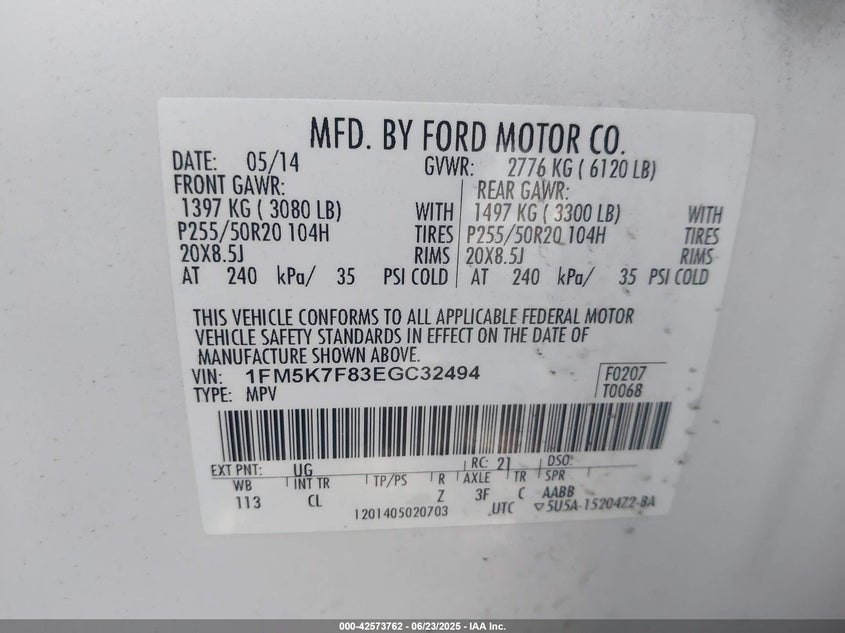 MFD. BY FORD MOTOR CO.
DATE: 05/14 GVWR: 2776 KG ( 6120 LB)
FRONT GAWR: REAR GAWR:
1397 KG ( 3080 LB) WITH 1497 KG ( 3300 LB) WITH
P255/50R20 104H TIRES P255/50R20 104H TIRES
20X8.5J RIMS 20X8.5J RIMS
AT 240 kPa/ 35 PSI COLD AT 240 kPa/ 35 PSI COLD
THIS VEHICLE CONFORMS TO ALL APPLICABLE FEDERAL MOTOR
VEHICLE SAFETY STANDARDS IN EFFECT ON THE DATE OF
MANUFACTURE SHOWN ABOVE.
VIN: 1FM5K7F83EGC32494 F0207
TYPE: MPV T0068
EXT PNT: UG RC: 21 DSO:
WB INT TR TP/PS R AXLE TR SPR
113 CL Z 3F C AABB
1201405020703 UTC ▽5U5A-1520472-BA
000-42573762 - 06/23/2025 - IAA Inc.